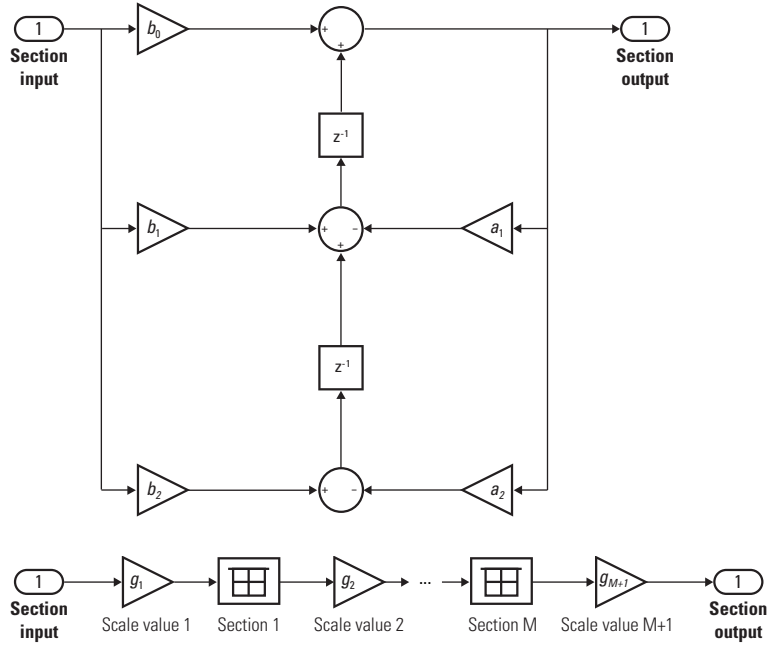 1
b₀
+
+
1
Section
input
Section
output
z⁻¹
b₁
+
−
+
a₁
z⁻¹
b₂
+
−
a₂
1
g₁
g₂
...
g_{M+1}
1
Section
input
Scale value 1
Section 1
Scale value 2
Section M
Scale value M+1
Section
output